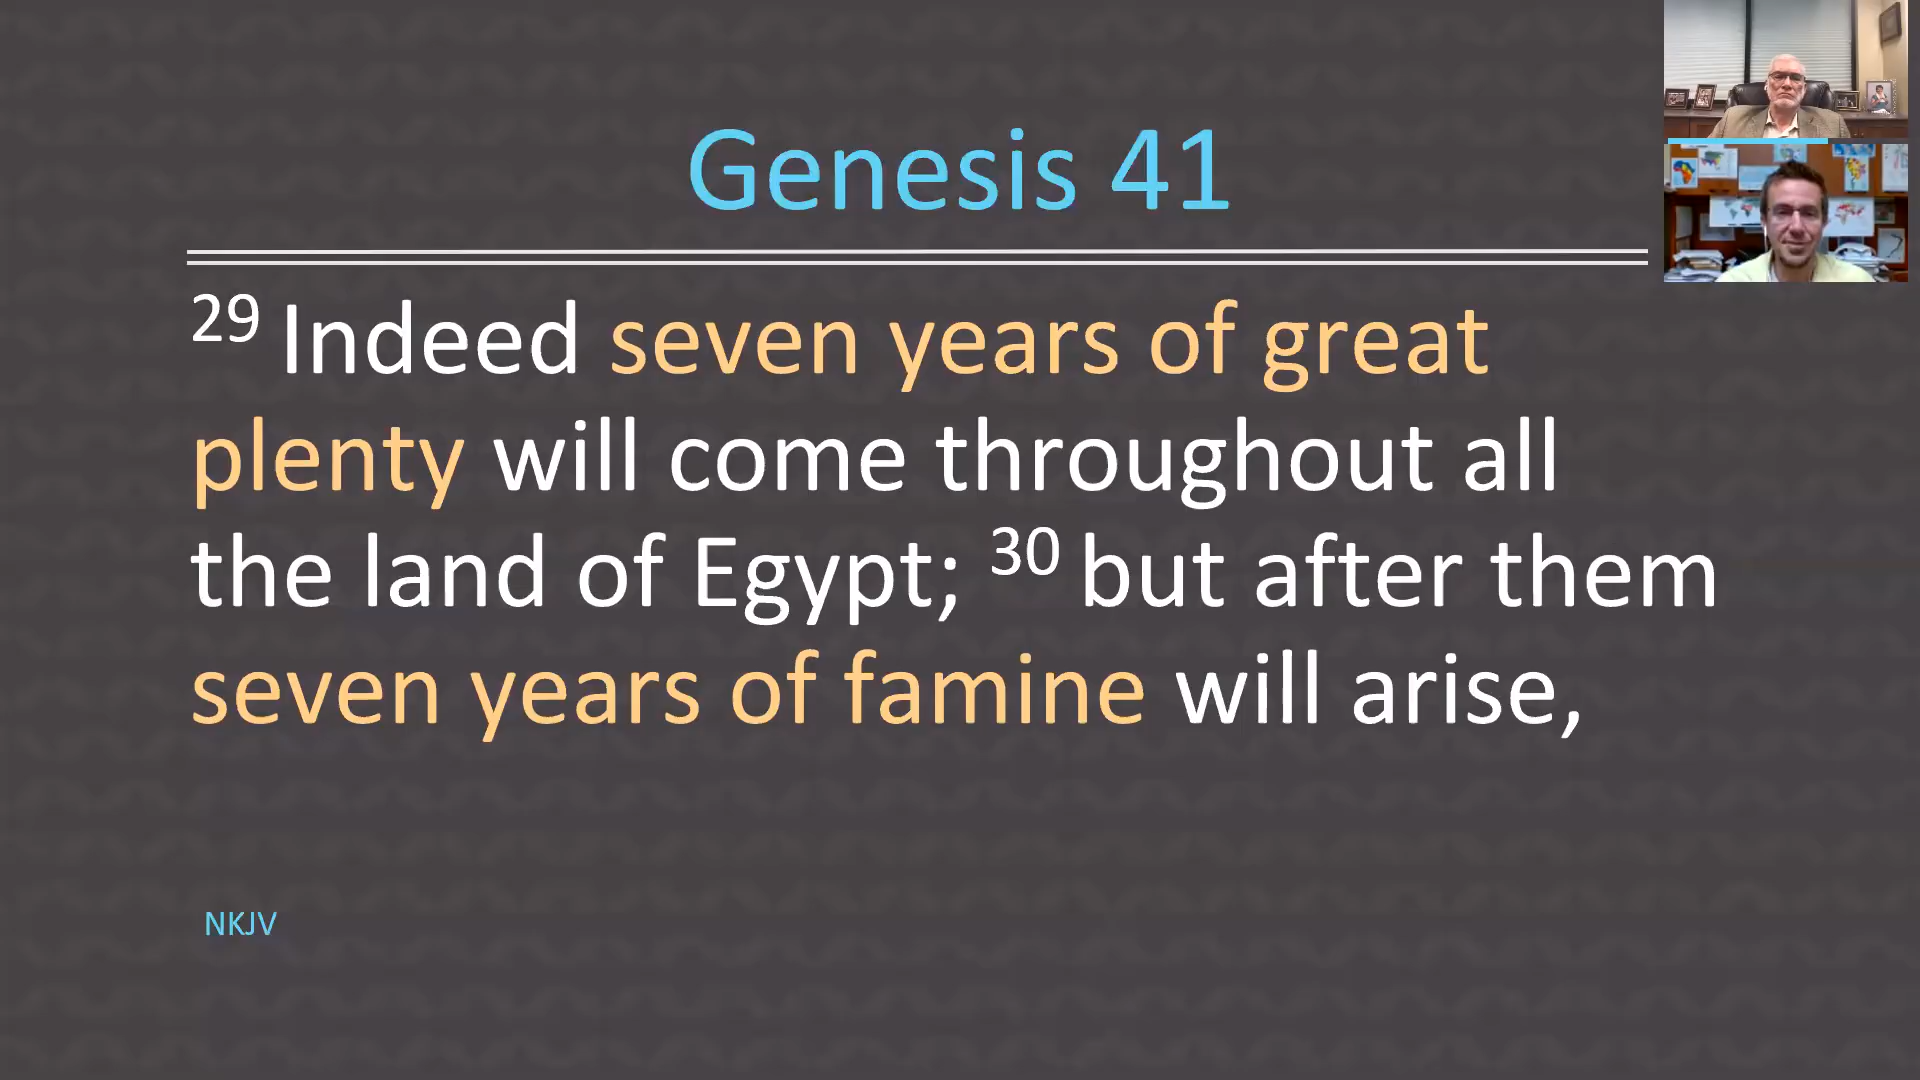 Genesis 41
29 Indeed seven years of great
plenty will come throughout all
the land of Egypt; 30 but after them
seven years of famine will arise,
NKJV